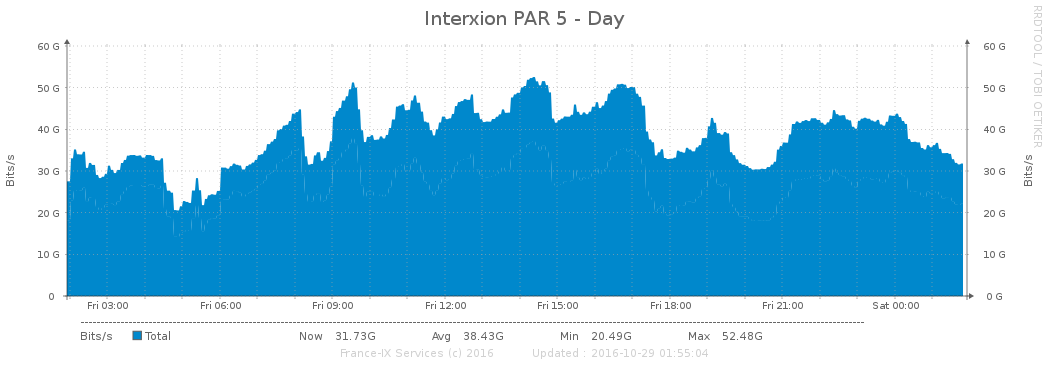 Interxion PAR 5 - Day
RRDTOOL / TOBI OETIKER
60 G 60 G
50 G 50 G
40 G 40 G
30 G 30 G
20 G 20 G
10 G 10 G
0 0 G
Bits/s
Bits/s
Fri 03:00 Fri 06:00 Fri 09:00 Fri 12:00 Fri 15:00 Fri 18:00 Fri 21:00 Sat 00:00
Bits/s Total Now 31.73G Avg 38.43G Min 20.49G Max 52.48G
France-IX Services (c) 2016 Updated : 2016-10-29 01:55:04